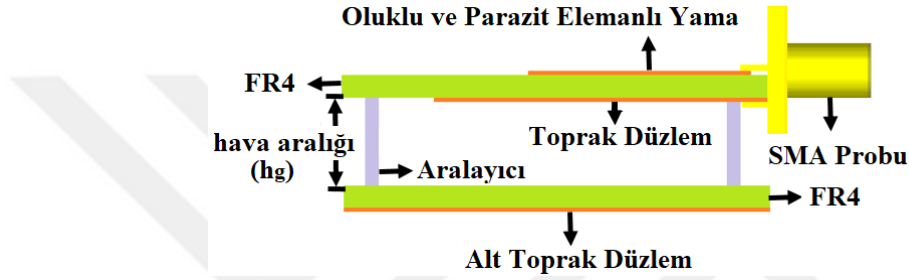 Oluklu ve Parazit Elemanlı Yama
FR4
hava aralığı
(hg)
Toprak Düzlem
SMA Probu
Aralayıcı
FR4
Alt Toprak Düzlem